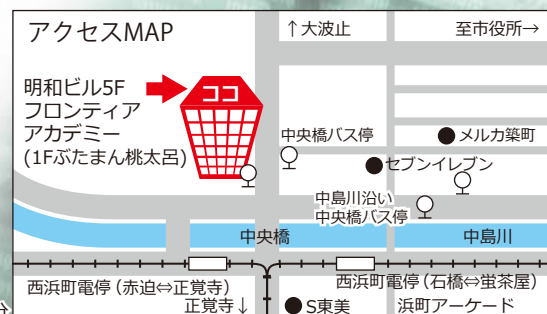 アクセスMAP
↑大波止
至市役所→
明和ビル5F
フロンティア
アカデミー
(1Fぶたまん桃太呂)
ココ
中央橋バス停
●メルカ築町
●セブンイレブン
中島川沿い
中央橋バス停
中央橋
中島川
西浜町電停(赤迫⇔正覚寺)
西浜町電停(石橋⇔蛍茶屋)
正覚寺↓
●S東美
浜町アーケード
分